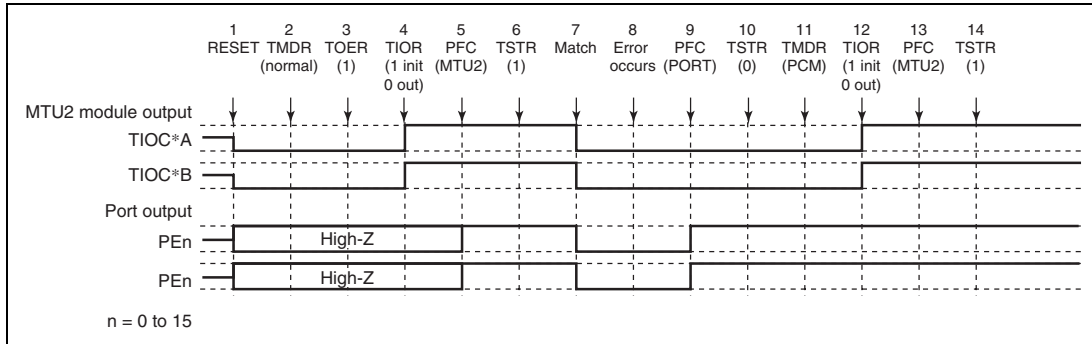 1 2 3 4 5 6 7 8 9 10 11 12 13 14
RESET TMDR TOER TIOR PFC TSTR Match Error PFC TSTR TMDR TIOR PFC TSTR
(normal) (1) (1 init (MTU2) (1) occurs (PORT) (0) (PCM) (1 init (MTU2) (1)
0 out) 0 out)
MTU2 module output
TIOC*A
TIOC*B
Port output
PEn High-Z
PEn High-Z
n = 0 to 15